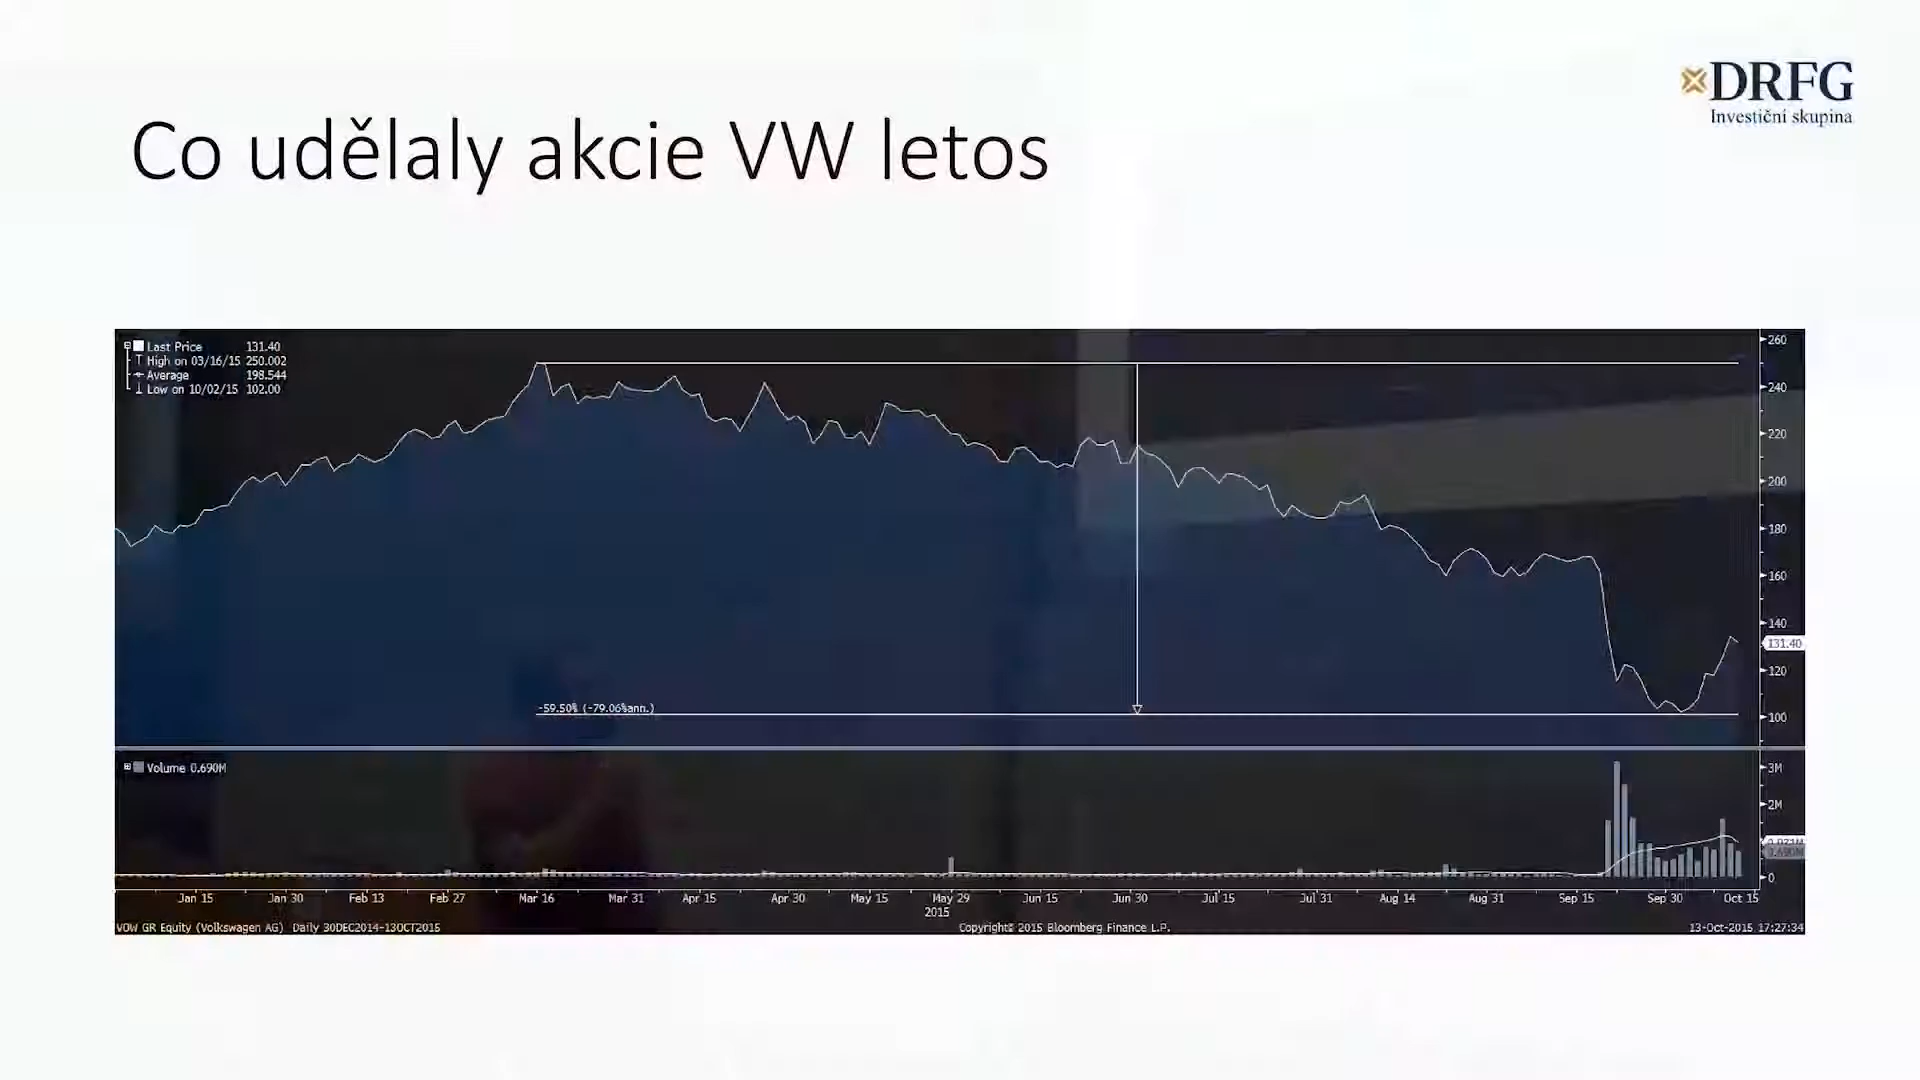 DRFG
Investiční skupina
Co udělaly akcie VW letos
Last Price 131.40
High on 03/16/15 250.002
Average 198.544
Low on 10/02/15 102.00
260
240
220
200
180
160
140
131.40
120
100
-59.50% (-79.06%ann.)
Volume 0.690M
3M
2M
0
Jan 15 Jan 30 Feb 13 Feb 27 Mar 16 Mar 31 Apr 15 Apr 30 May 15 May 29 Jun 15 Jun 30 Jul 15 Jul 31 Aug 14 Aug 31 Sep 15 Sep 30 Oct 15
2015
VOW GR Equity (Volkswagen AG) Daily 30DEC2014-13OCT2015 Copyright© 2015 Bloomberg Finance L.P. 13-Oct-2015 17:27:34